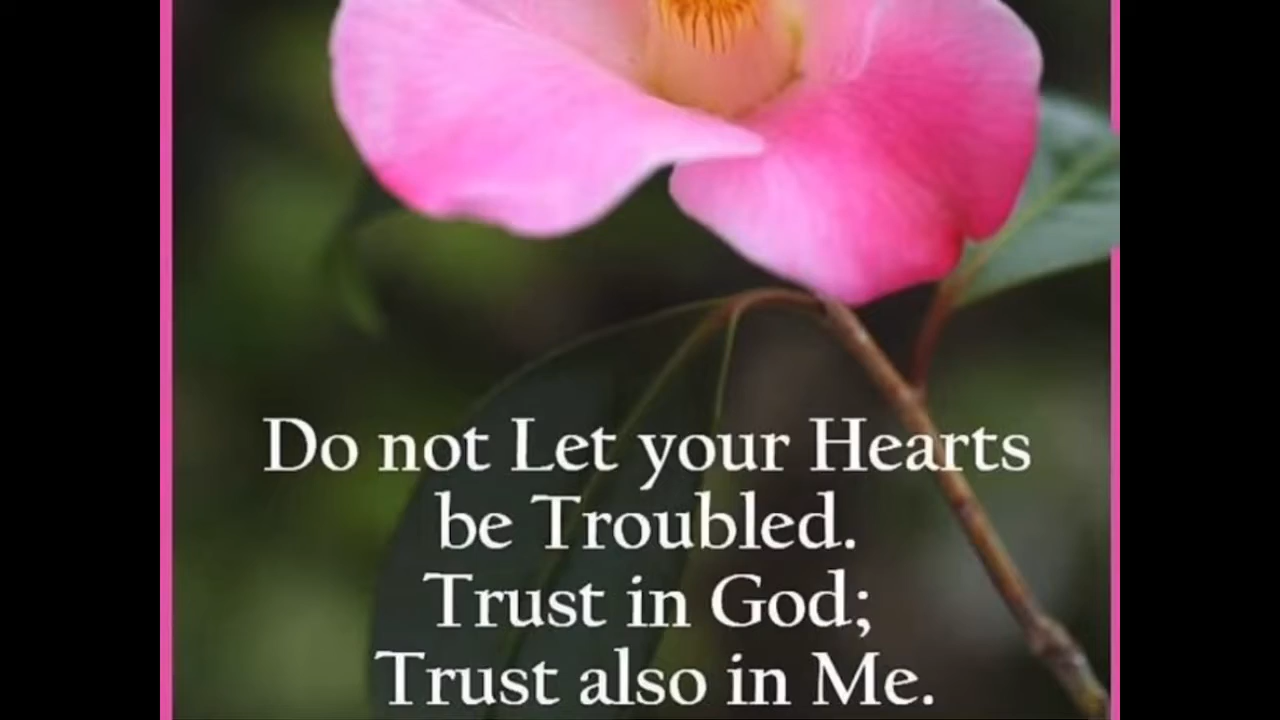 Do not Let your Hearts
be Troubled.
Trust in God;
Trust also in Me.